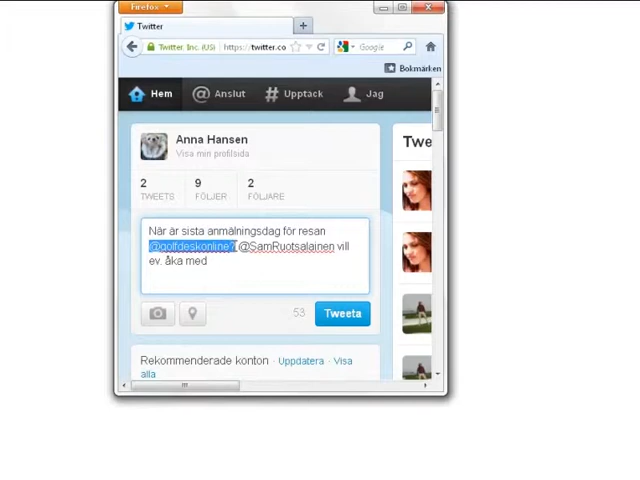 Firefox
Twitter
Twitter, Inc. (US) https://twitter.co Google
Bokmärken
Hem Anslut Upptäck Jag
Anna Hansen
Visa min profilsida
2 9 2
TWEETS FÖLJER FÖLJARE
Twe
När är sista anmälningsdag för resan
@golfdeskonline? @SamRuotsalainen vill
ev. åka med
53 Tweeta
Rekommenderade konton · Uppdatera · Visa
alla